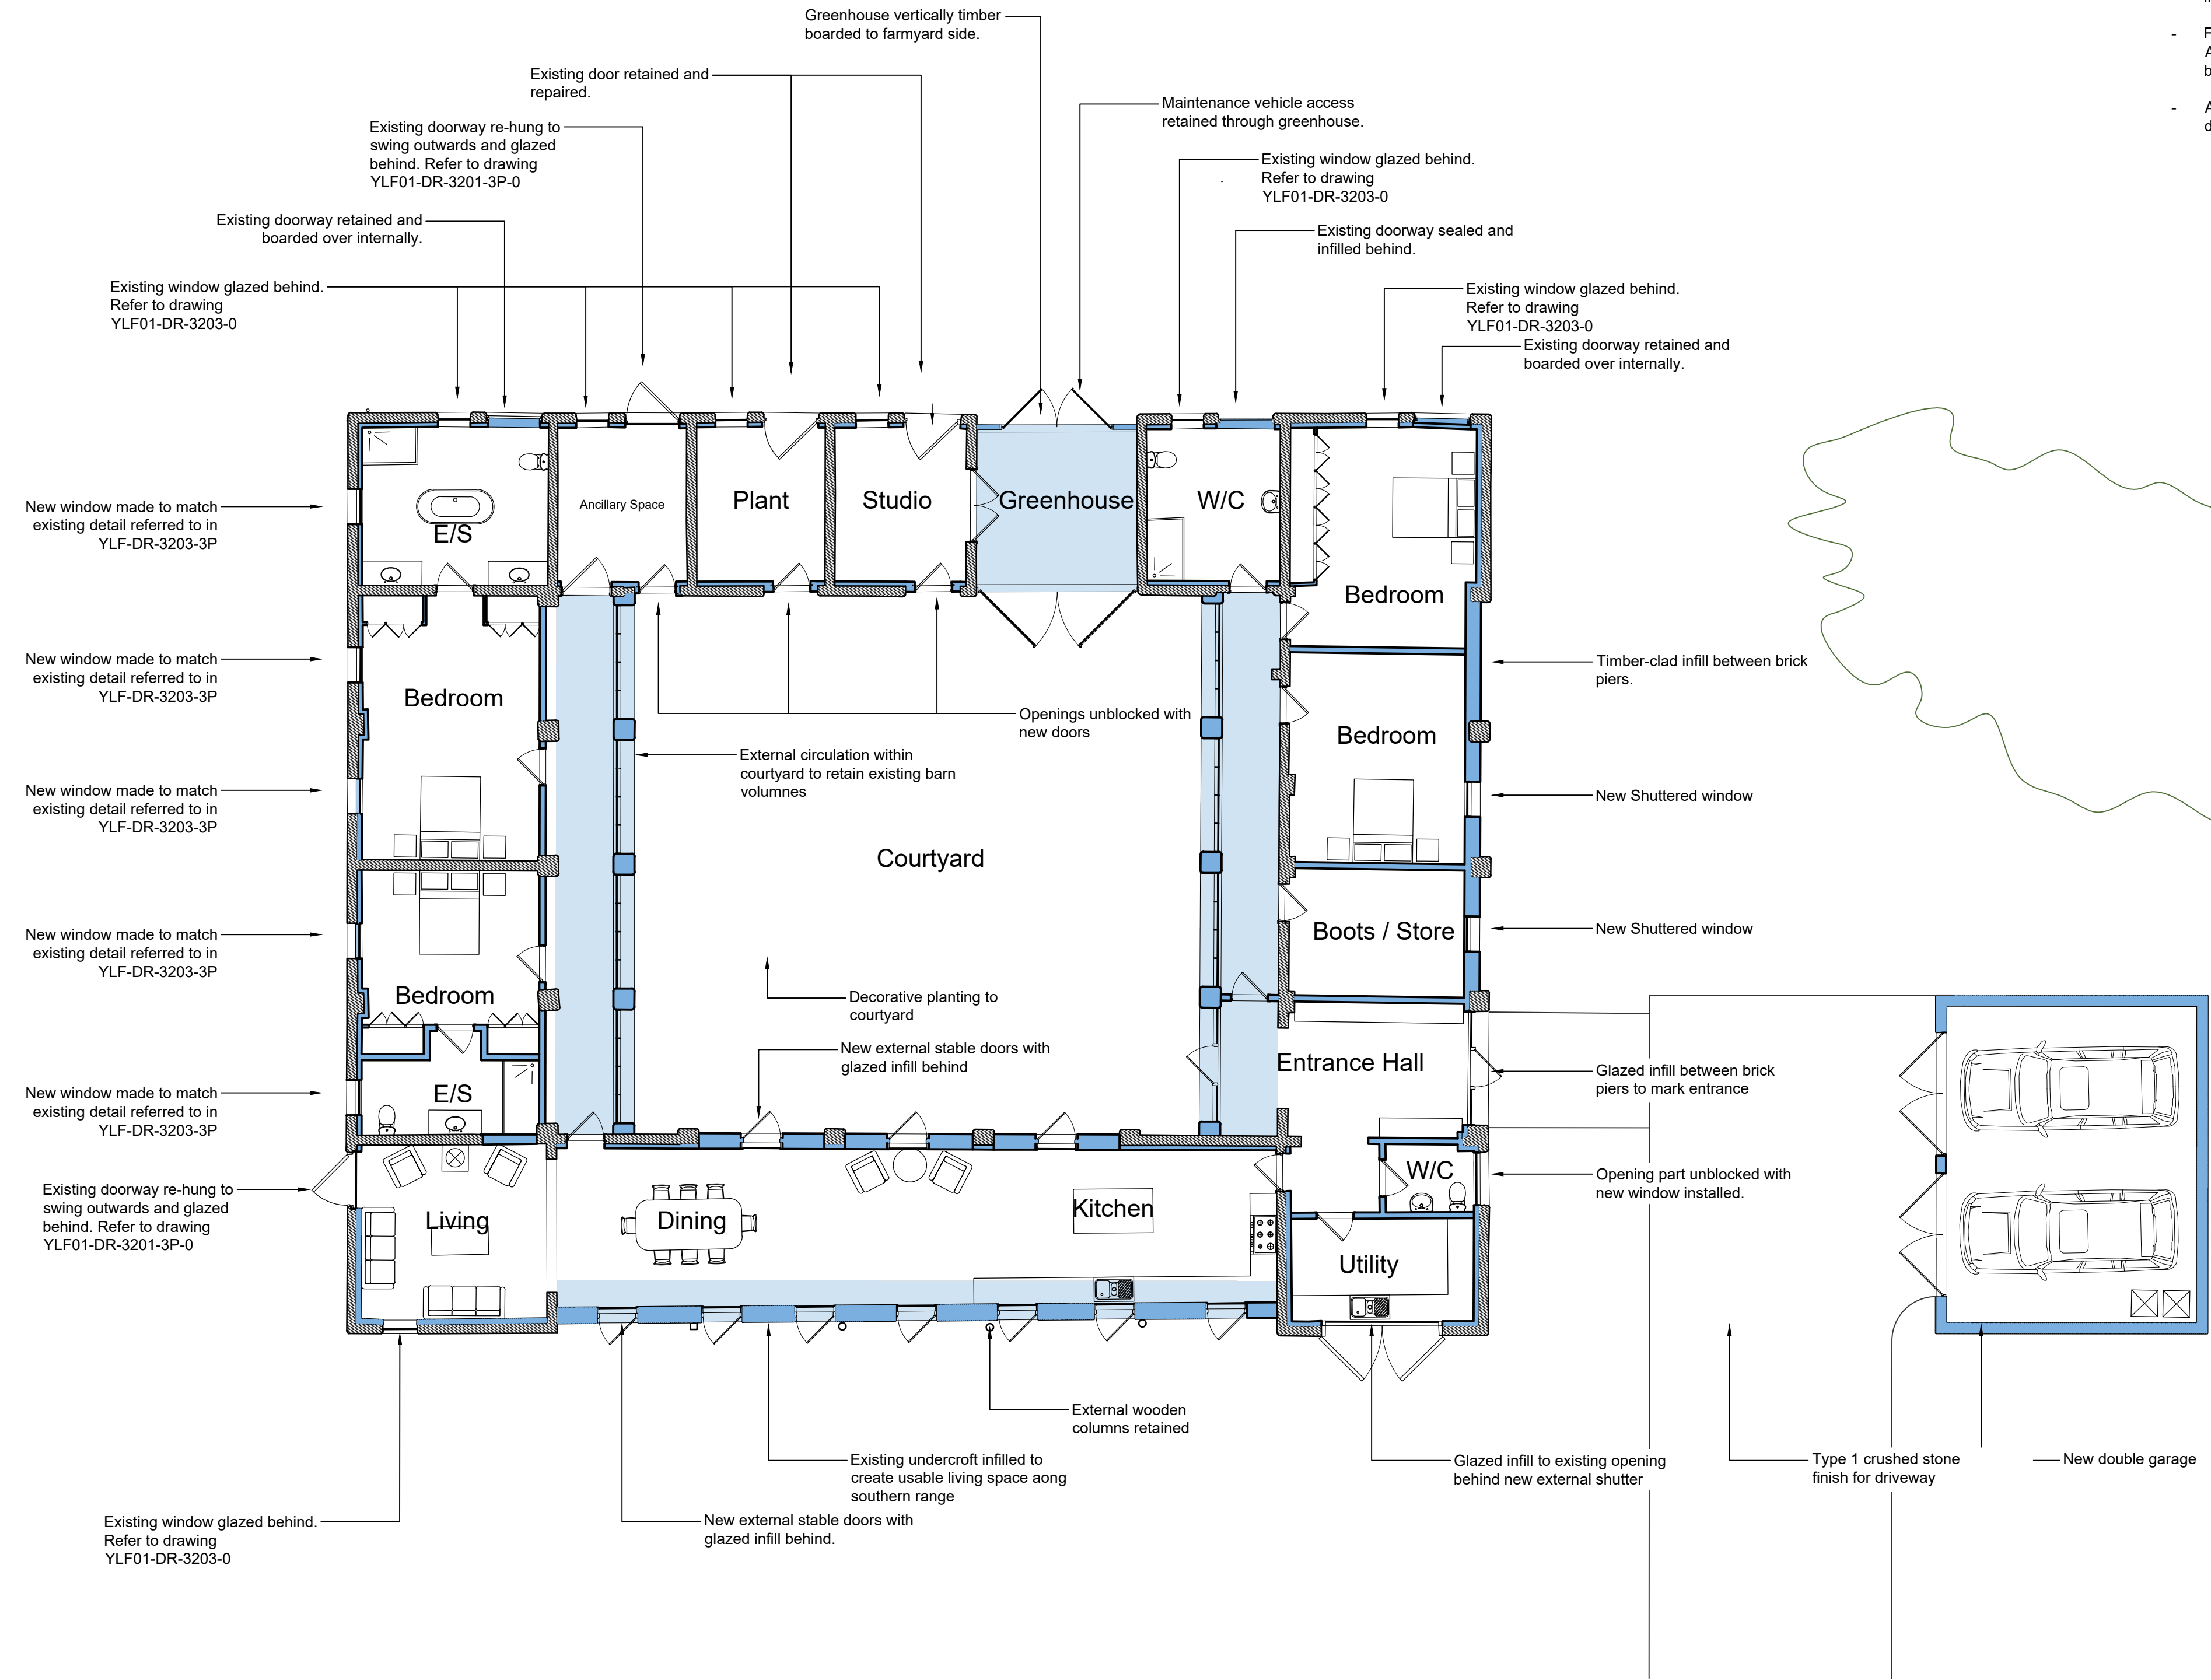 Greenhouse vertically timber
boarded to farmyard side.
Existing door retained and
repaired.
Maintenance vehicle access
retained through greenhouse.
Existing doorway re-hung to
swing outwards and glazed
behind. Refer to drawing
YLF01-DR-3201-3P-0
Existing window glazed behind.
Refer to drawing
YLF01-DR-3203-0
Existing doorway retained and
boarded over internally.
Existing doorway sealed and
infilled behind.
Existing window glazed behind.
Refer to drawing
YLF01-DR-3203-0
Existing window glazed behind.
Refer to drawing
YLF01-DR-3203-0
Existing doorway retained and
boarded over internally.
- F
A
b
- A
d
New window made to match
existing detail referred to in
YLF-DR-3203-3P
E/S
Ancillary Space
Plant
Studio
Greenhouse
W/C
Bedroom
New window made to match
existing detail referred to in
YLF-DR-3203-3P
Bedroom
Timber-clad infill between brick
piers.
Openings unblocked with
new doors
Bedroom
External circulation within
courtyard to retain existing barn
volumnes
New window made to match
existing detail referred to in
YLF-DR-3203-3P
New Shuttered window
Courtyard
New window made to match
existing detail referred to in
YLF-DR-3203-3P
Boots / Store
New Shuttered window
Bedroom
Decorative planting to
courtyard
New external stable doors with
glazed infill behind
Entrance Hall
Glazed infill between brick
piers to mark entrance
New window made to match
existing detail referred to in
YLF-DR-3203-3P
E/S
W/C
Opening part unblocked with
new window installed.
Existing doorway re-hung to
swing outwards and glazed
behind. Refer to drawing
YLF01-DR-3201-3P-0
Living
Dining
Kitchen
Utility
External wooden
columns retained
Existing undercroft infilled to
create usable living space aong
southern range
Glazed infill to existing opening
behind new external shutter
Type 1 crushed stone
finish for driveway
New double garage
Existing window glazed behind.
Refer to drawing
YLF01-DR-3203-0
New external stable doors with
glazed infill behind.